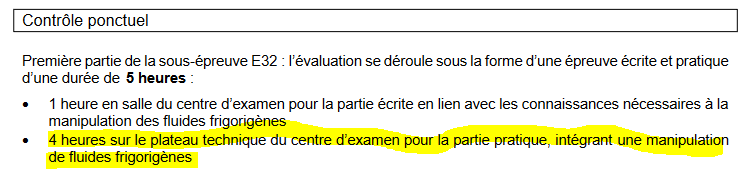 Contrôle ponctuel
Première partie de la sous-épreuve E32 : l’évaluation se déroule sous la forme d’une épreuve écrite et pratique
d’une durée de 5 heures :
• 1 heure en salle du centre d’examen pour la partie écrite en lien avec les connaissances nécessaires à la
manipulation des fluides frigorigènes
• 4 heures sur le plateau technique du centre d’examen pour la partie pratique, intégrant une manipulation
de fluides frigorigènes